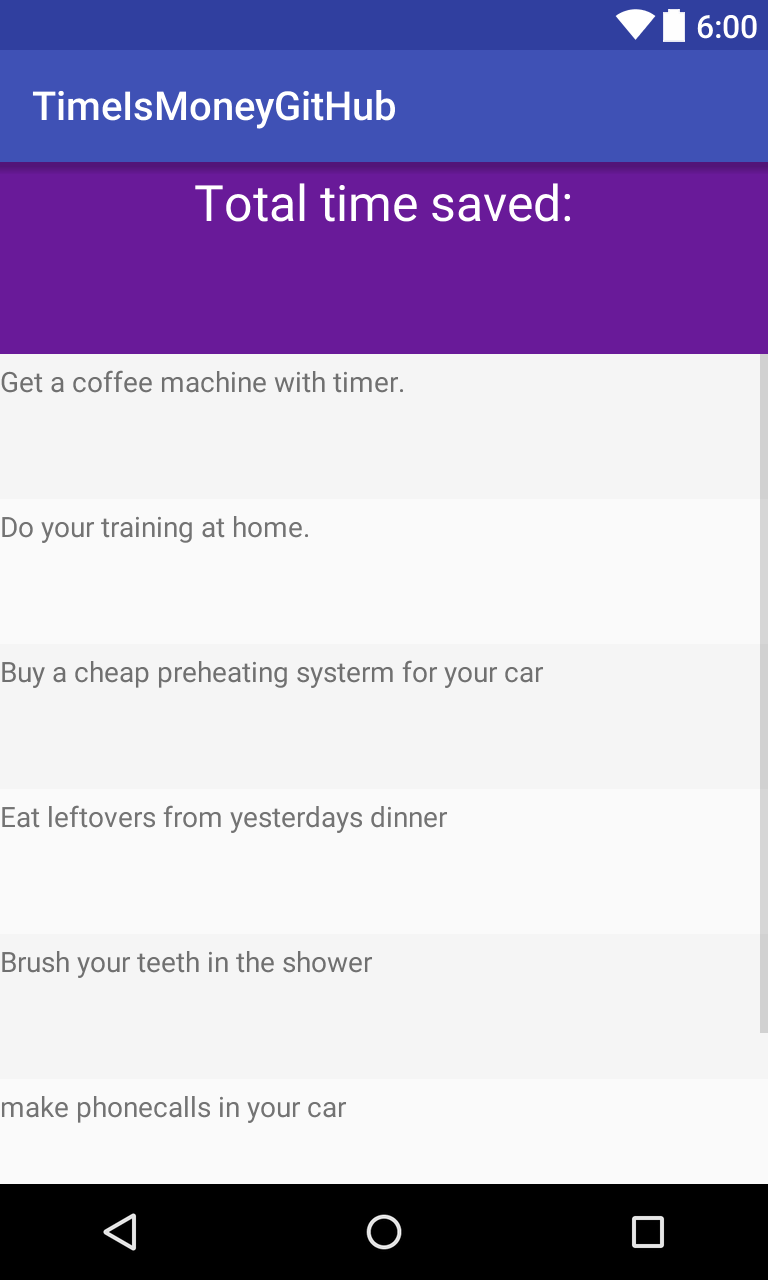 6:00
TimeIsMoneyGitHub
Total time saved:
Get a coffee machine with timer.
Do your training at home.
Buy a cheap preheating systerm for your car
Eat leftovers from yesterdays dinner
Brush your teeth in the shower
make phonecalls in your car